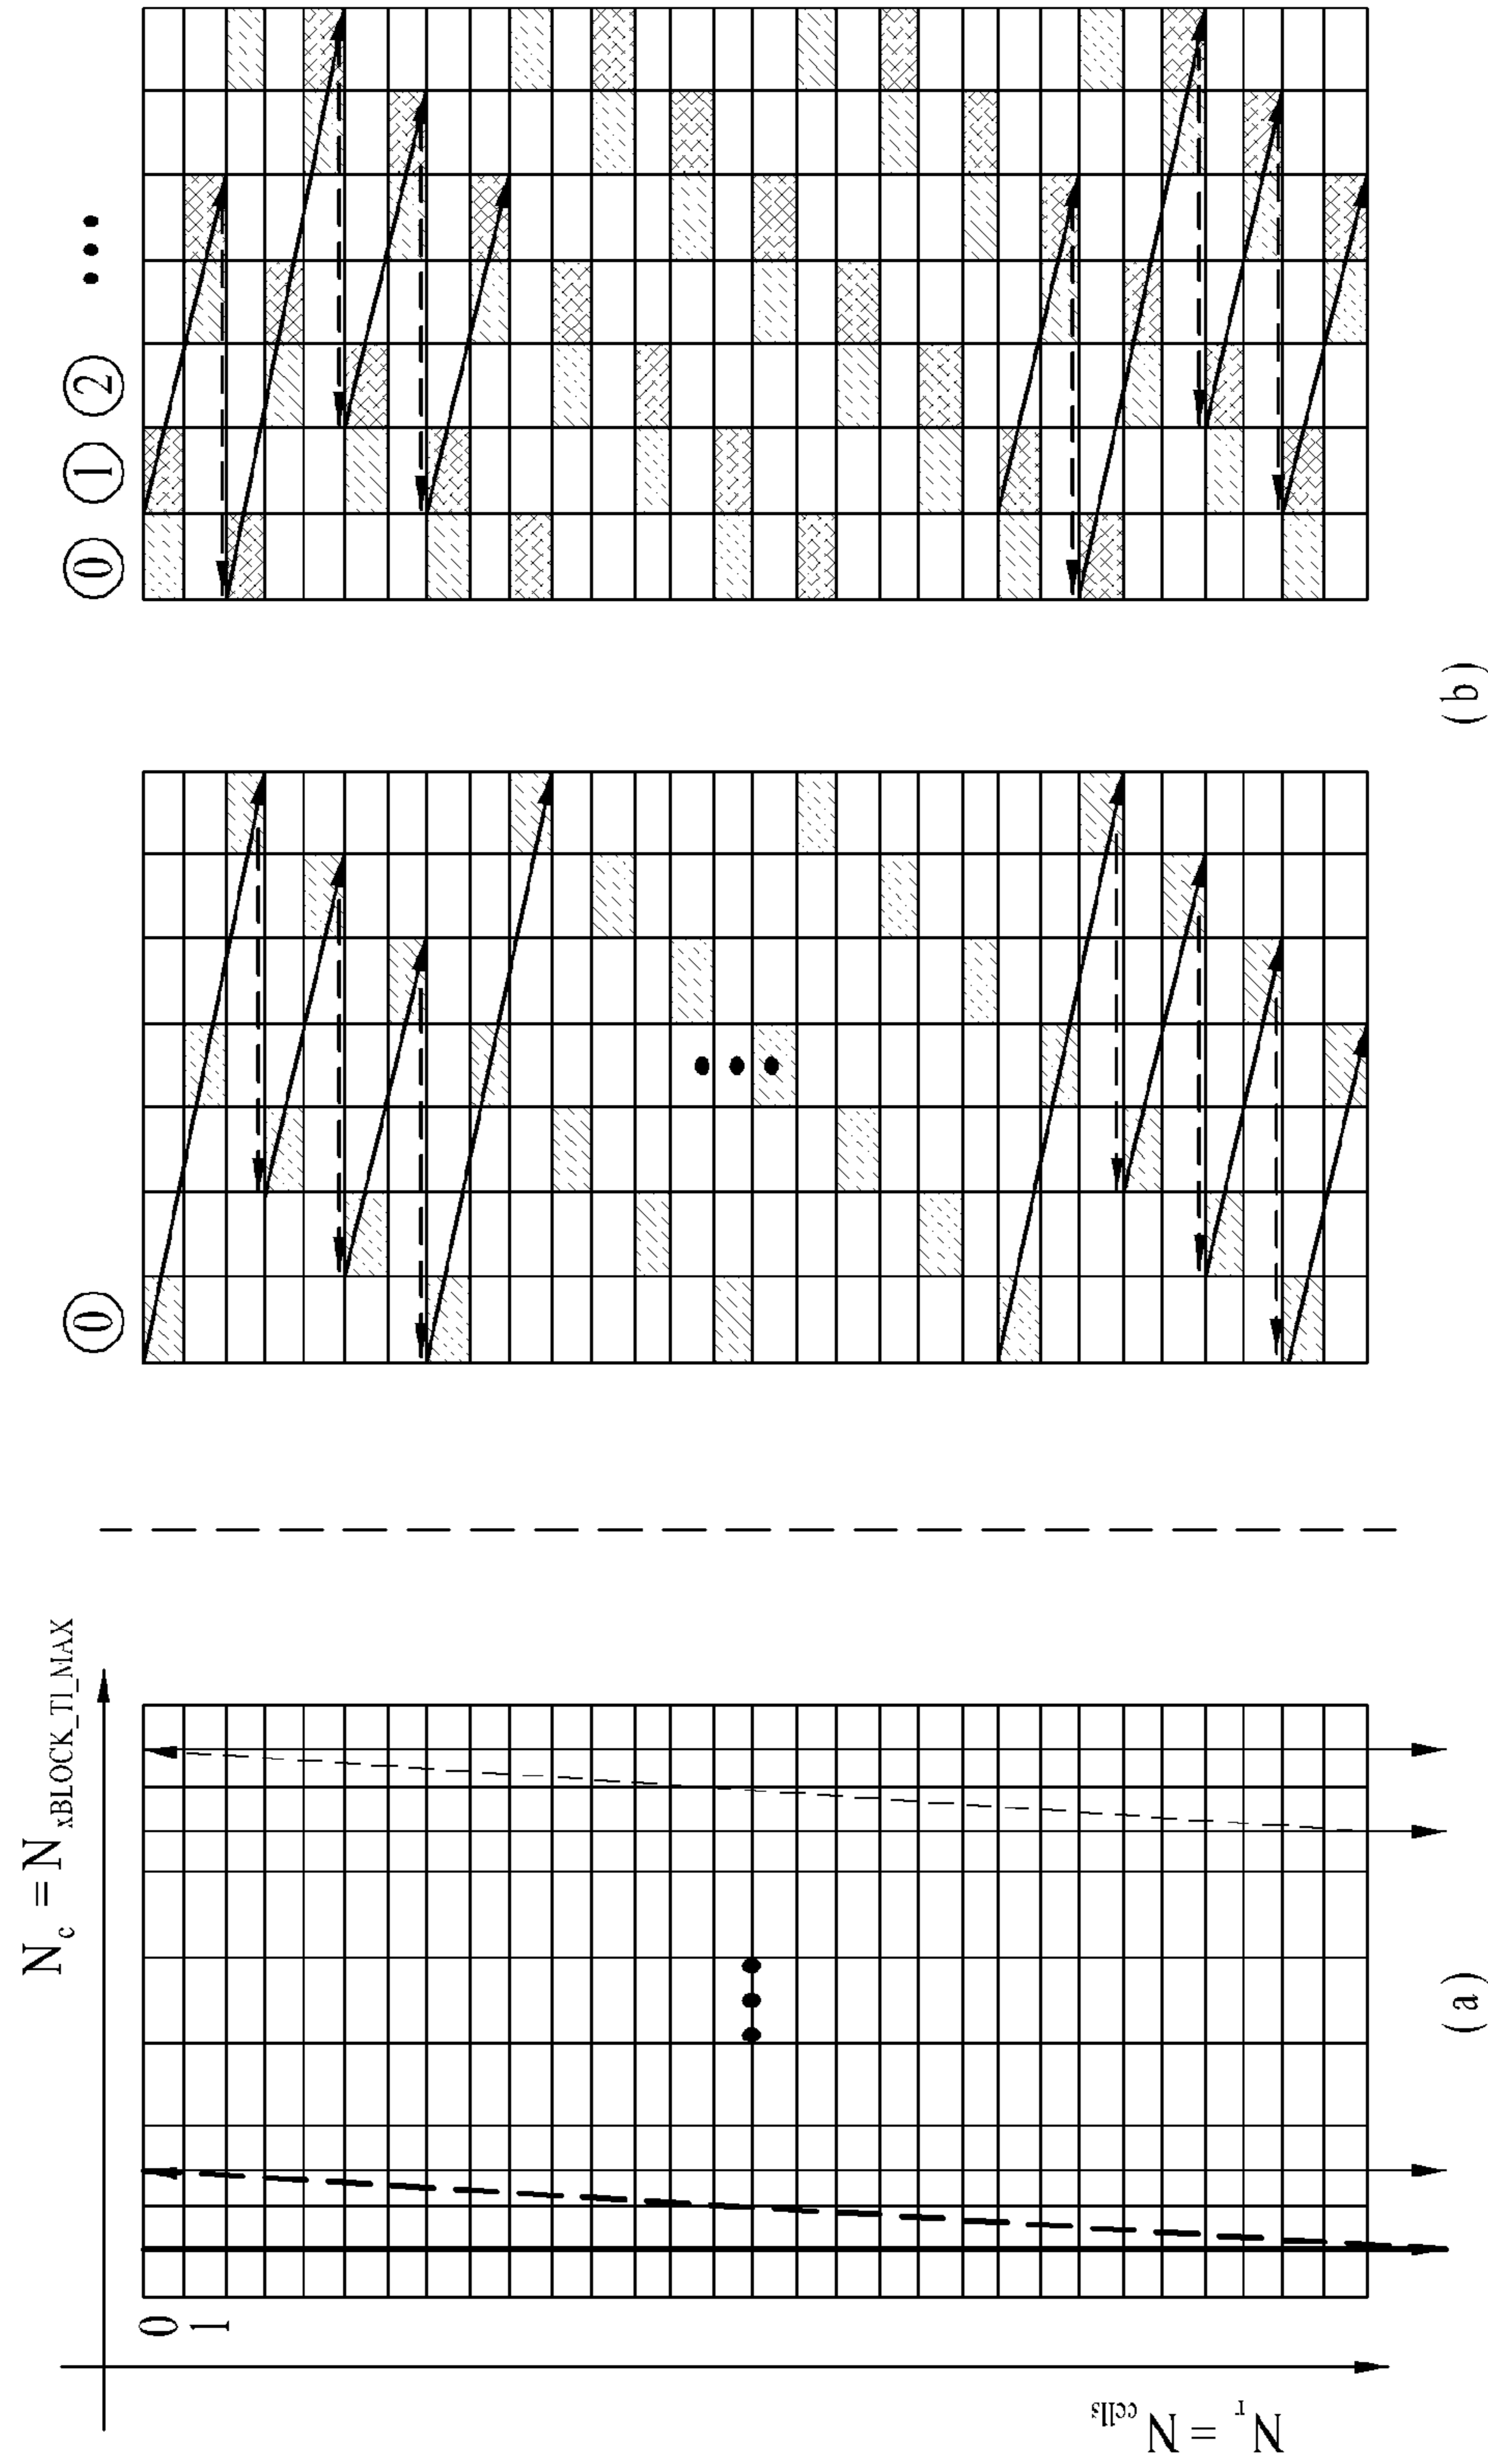 N_c = N_xBLOCK_TI_MAX
0
1
N_r = N_cells
(a)
0
0 1 2 •••
(b)